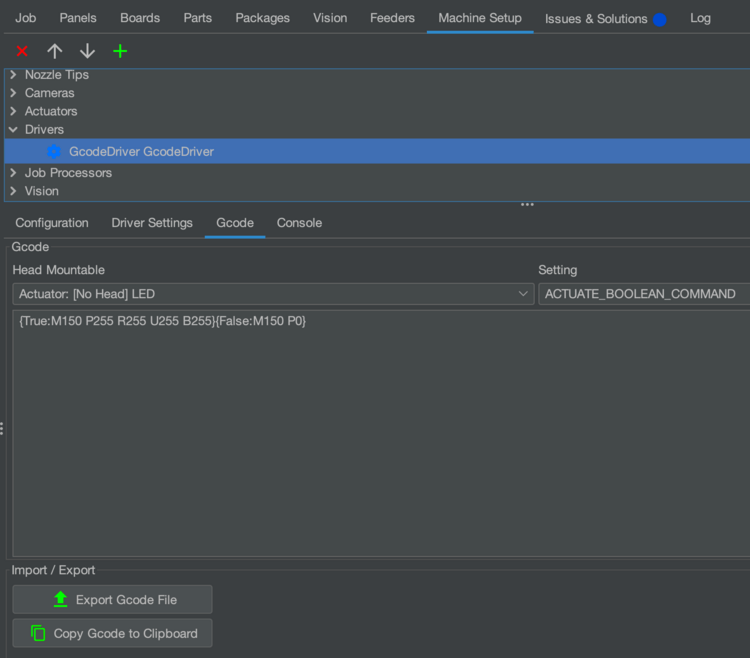 Job Panels Boards Parts Packages Vision Feeders Machine Setup Issues & Solutions Log
Nozzle Tips
Cameras
Actuators
Drivers
GcodeDriver GcodeDriver
Job Processors
Vision
Configuration Driver Settings Gcode Console
Gcode
Head Mountable Setting
Actuator: [No Head] LED ACTUATE_BOOLEAN_COMMAND
{True:M150 P255 R255 U255 B255}{False:M150 P0}
Import / Export
Export Gcode File
Copy Gcode to Clipboard